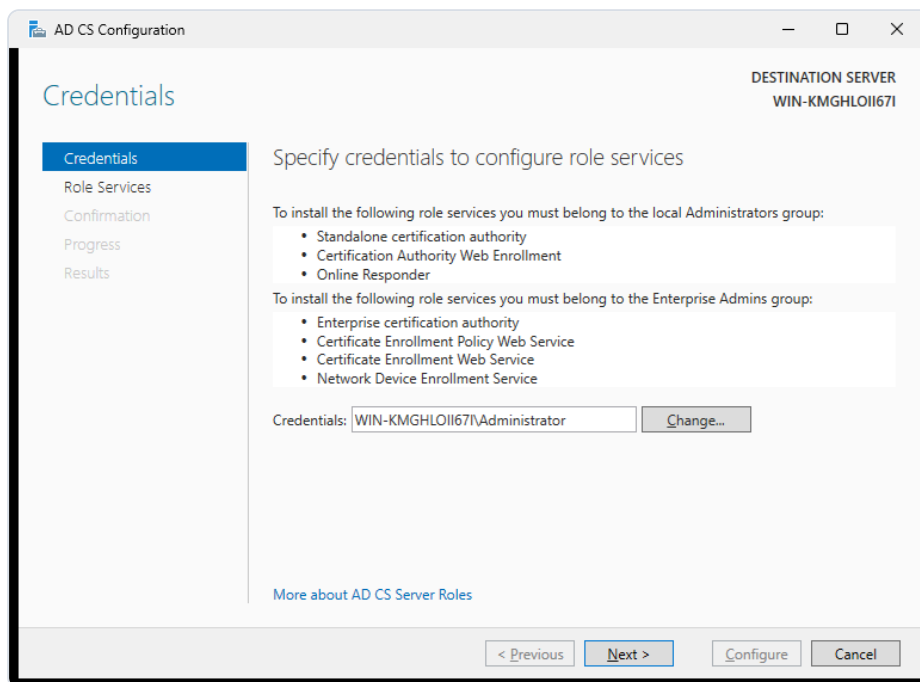 AD CS Configuration
Credentials
DESTINATION SERVER
WIN-KMGHLOII67I
Credentials
Role Services
Confirmation
Progress
Results
Specify credentials to configure role services
To install the following role services you must belong to the local Administrators group:
• Standalone certification authority
• Certification Authority Web Enrollment
• Online Responder
To install the following role services you must belong to the Enterprise Admins group:
• Enterprise certification authority
• Certificate Enrollment Policy Web Service
• Certificate Enrollment Web Service
• Network Device Enrollment Service
Credentials: WIN-KMGHLOII67I\Administrator Change...
More about AD CS Server Roles
< Previous Next > Configure Cancel